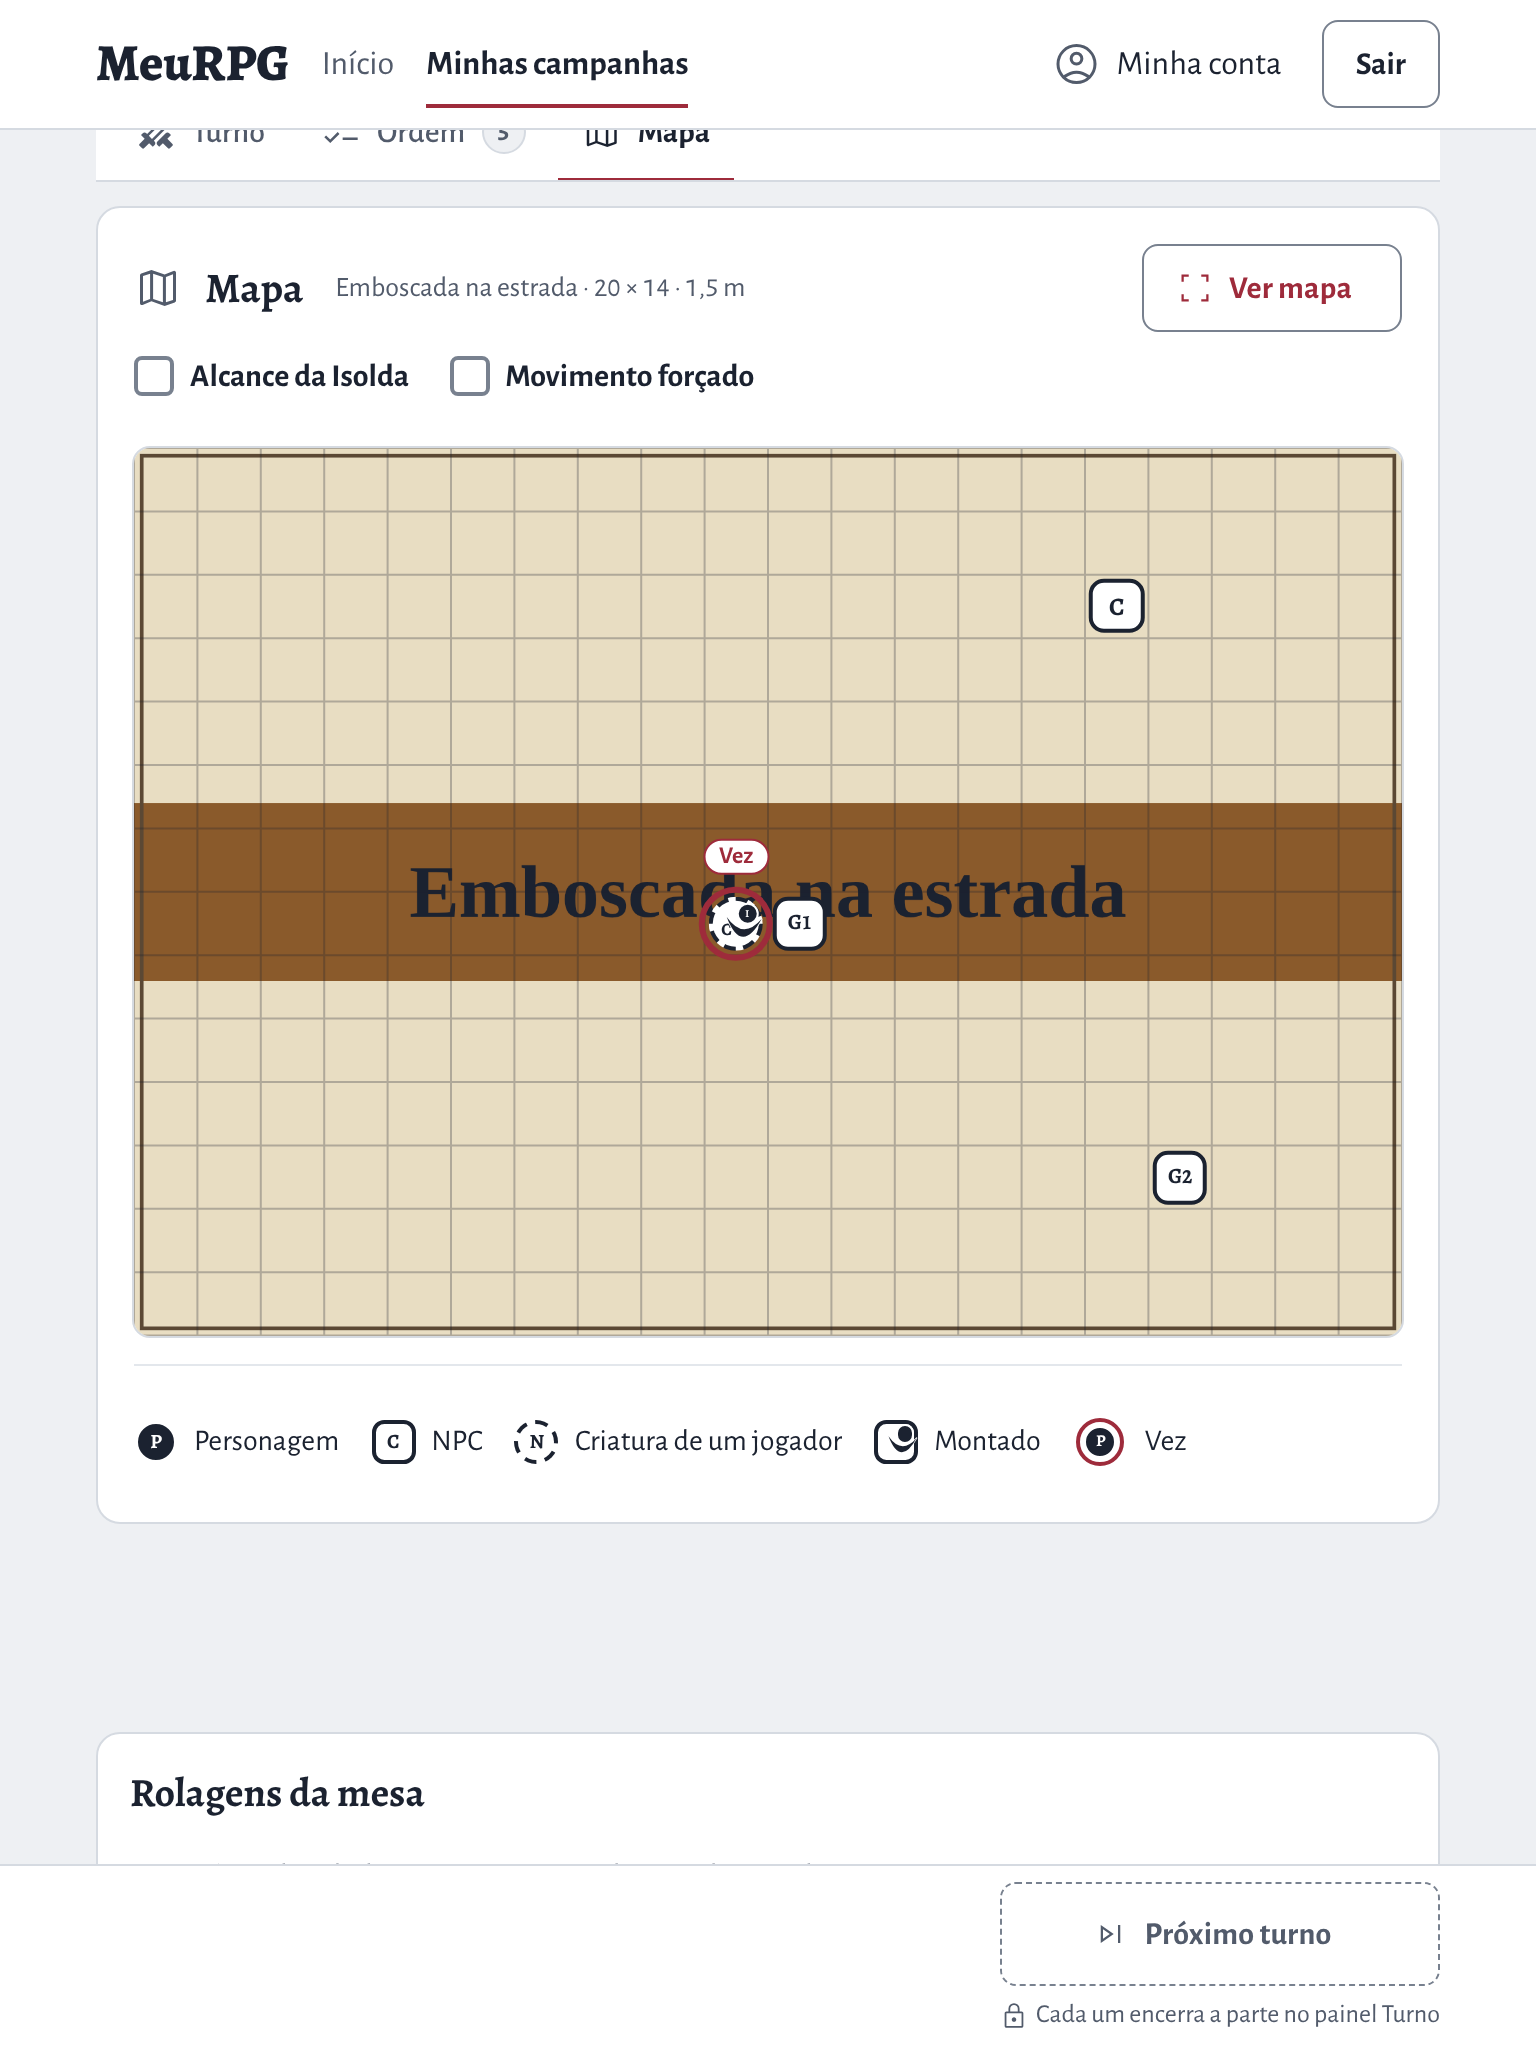 MeuRPG Início Minhas campanhas Minha conta Sair
Turno Ordem 5 Mapa
Mapa Emboscada na estrada · 20 × 14 · 1,5 m Ver mapa
Alcance da Isolda Movimento forçado
C
Vez
Emboscada na estrada
C I G1
G2
P Personagem C NPC N Criatura de um jogador Montado P Vez
Rolagens da mesa
Próximo turno
Cada um encerra a parte no painel Turno